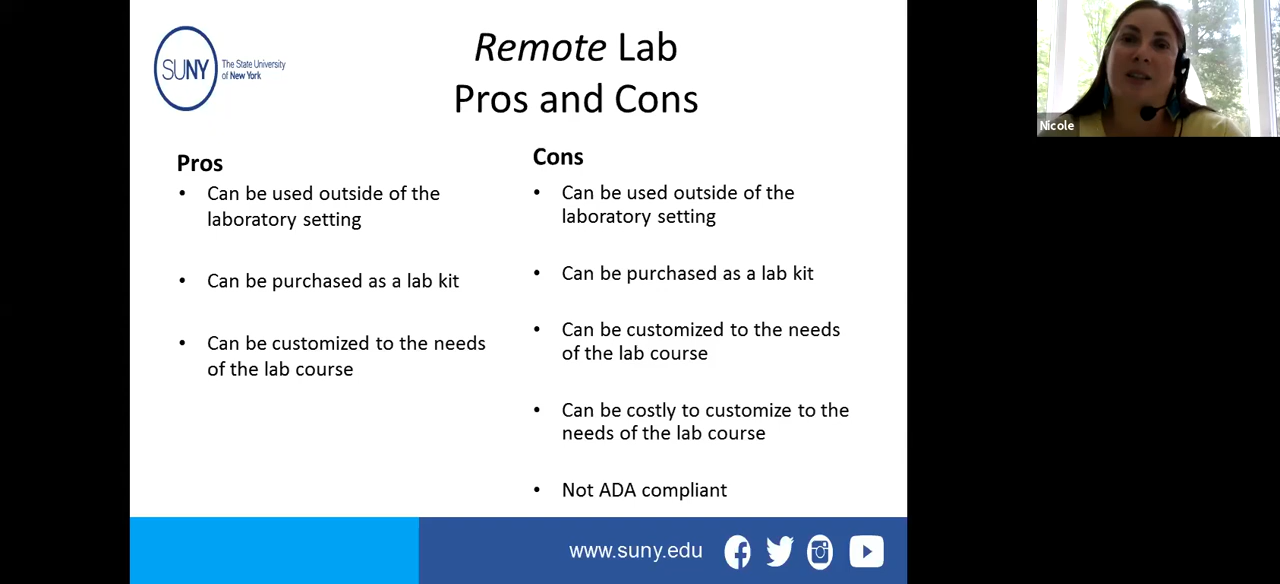 SUNY
The State University
of New York
Remote Lab
Pros and Cons
Pros
• Can be used outside of the
laboratory setting
• Can be purchased as a lab kit
• Can be customized to the needs
of the lab course
Cons
• Can be used outside of the
laboratory setting
• Can be purchased as a lab kit
• Can be customized to the needs
of the lab course
• Can be costly to customize to the
needs of the lab course
• Not ADA compliant
www.suny.edu
Nicole